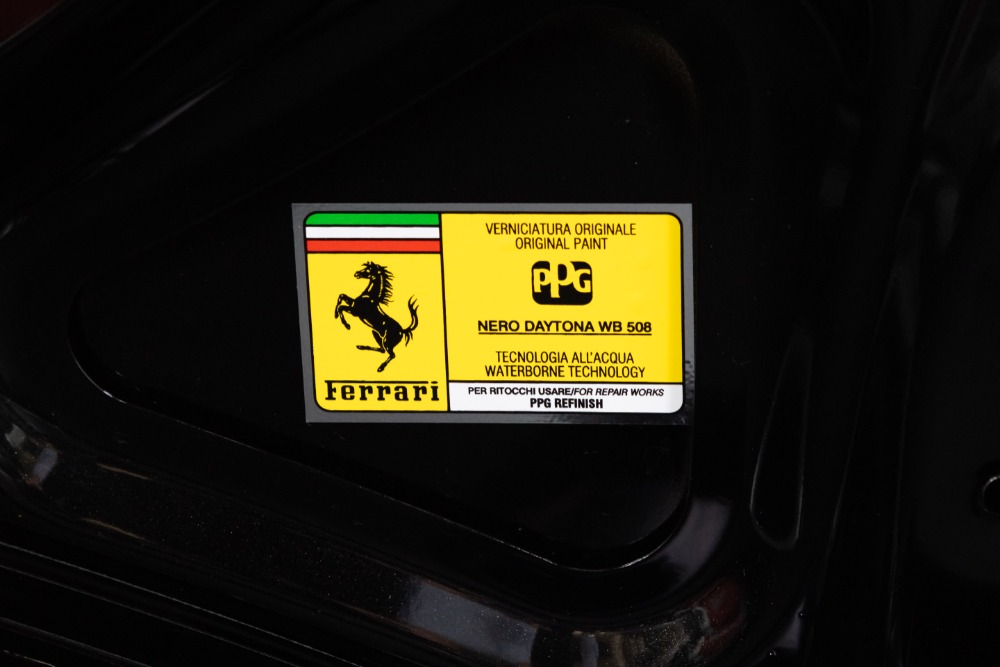 VERNICIATURA ORIGINALE
ORIGINAL PAINT
PPG
NERO DAYTONA WB 508
TECNOLOGIA ALL'ACQUA
WATERBORNE TECHNOLOGY
Ferrari
PER RITOCCHI USARE/FOR REPAIR WORKS
PPG REFINISH